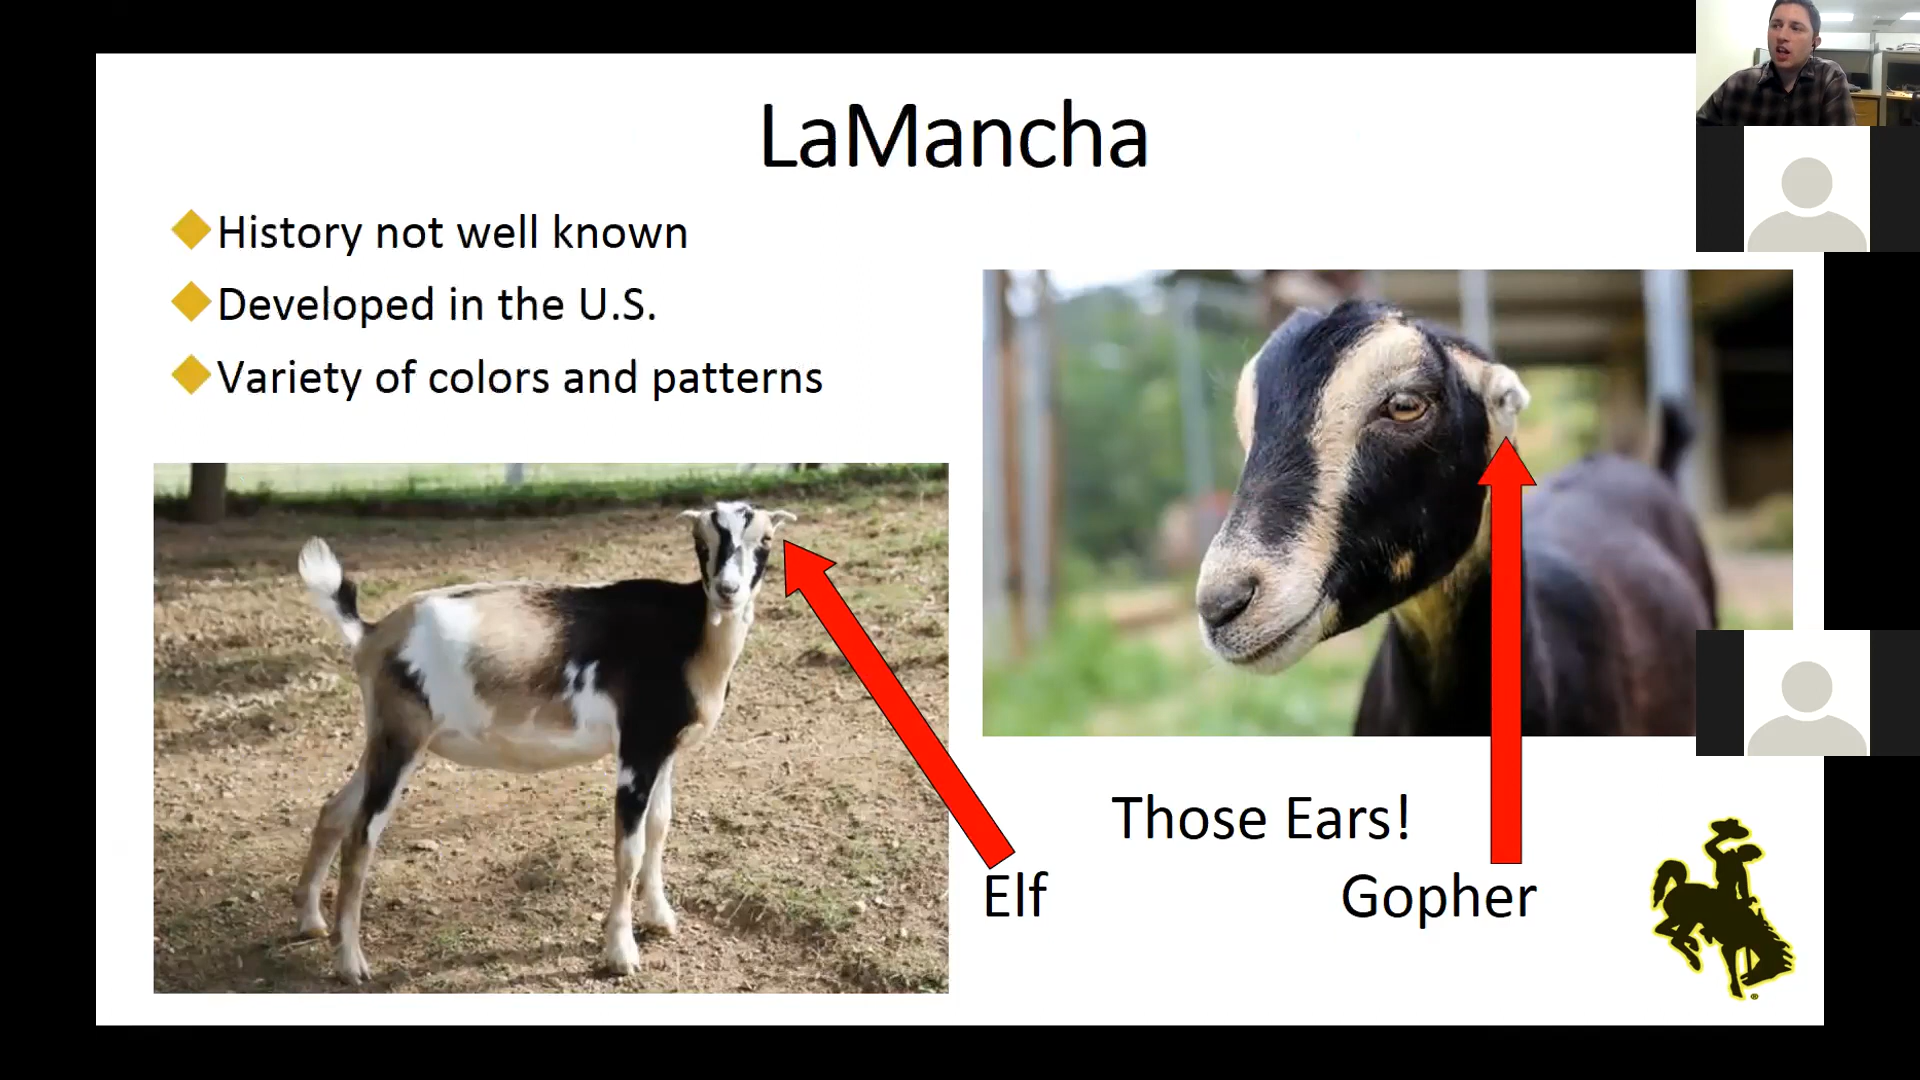 LaMancha
History not well known
Developed in the U.S.
Variety of colors and patterns
Those Ears!
Elf
Gopher